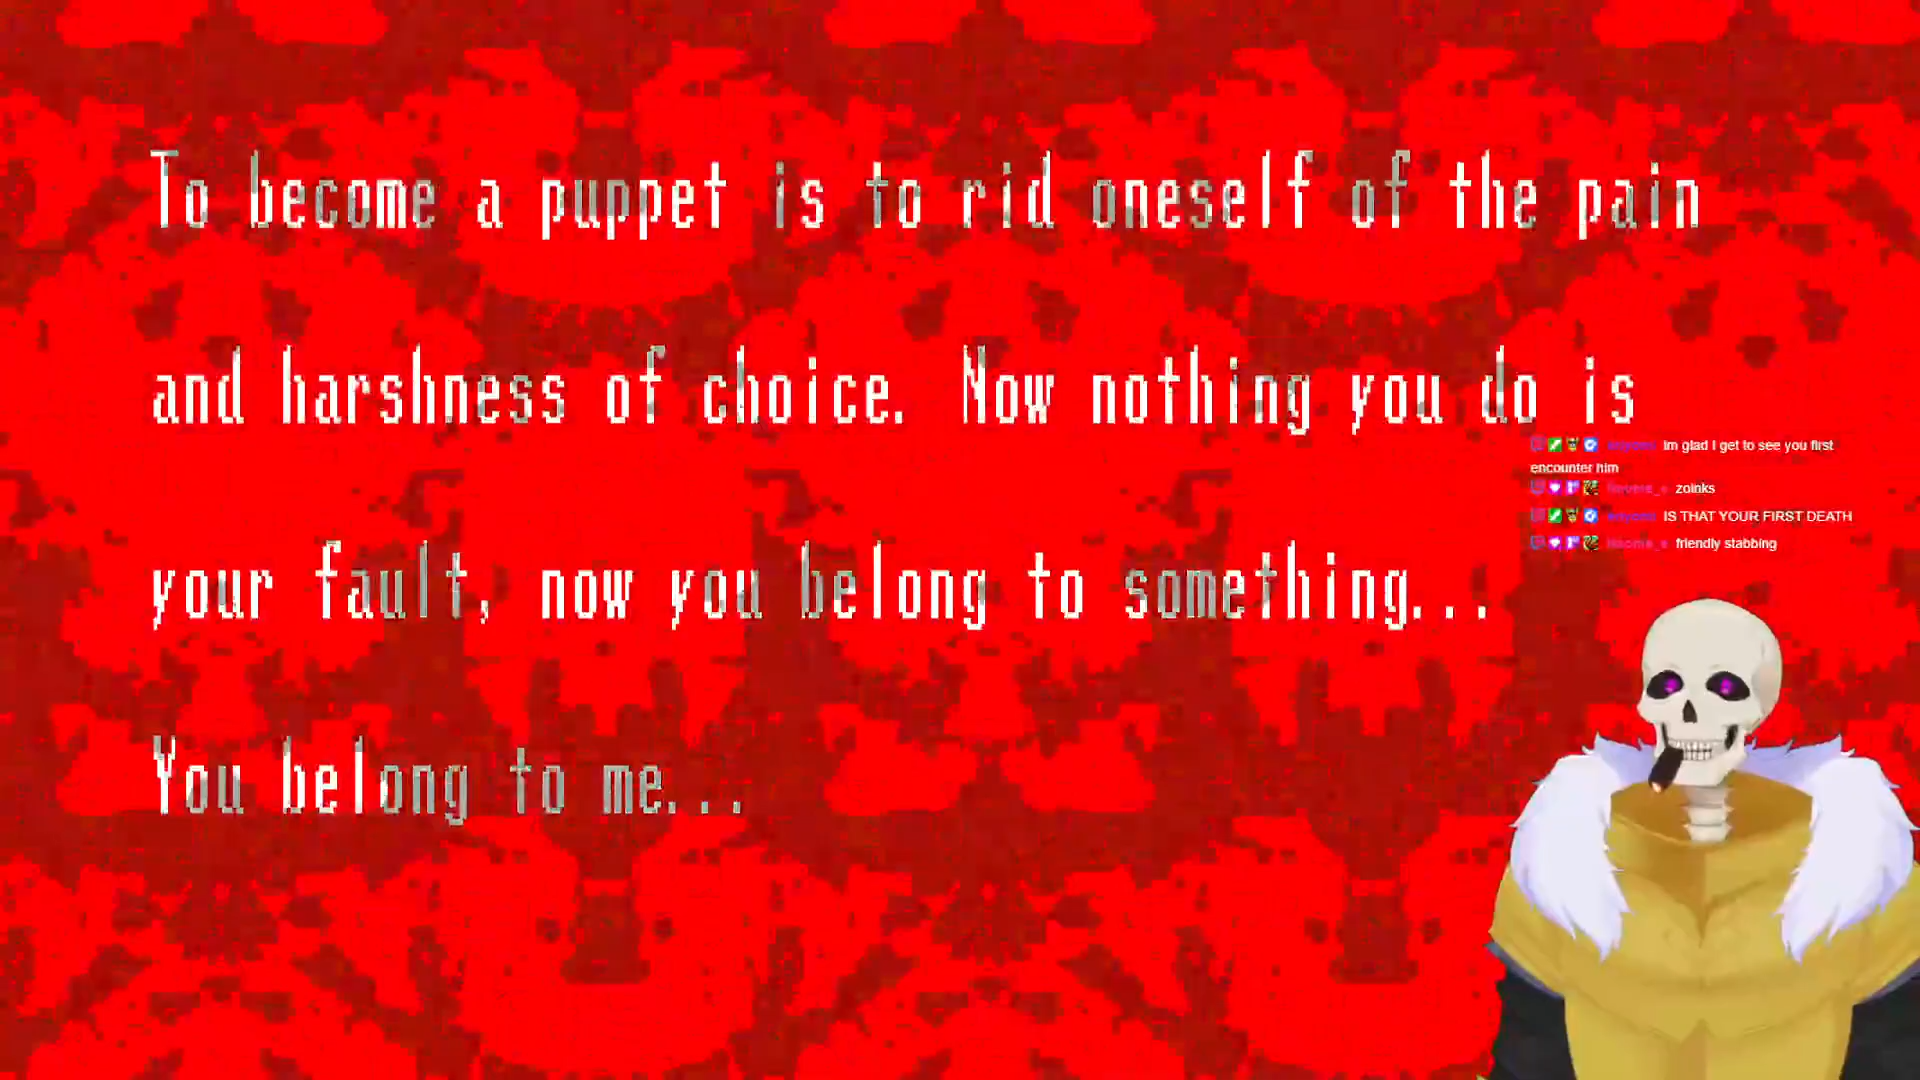 To become a puppet is to rid oneself of the pain
and harshness of choice. Now nothing you do is
your fault, now you belong to something...
You belong to me...
im glad I get to see you first
encounter him
zoinks
IS THAT YOUR FIRST DEATH
friendly stabbing